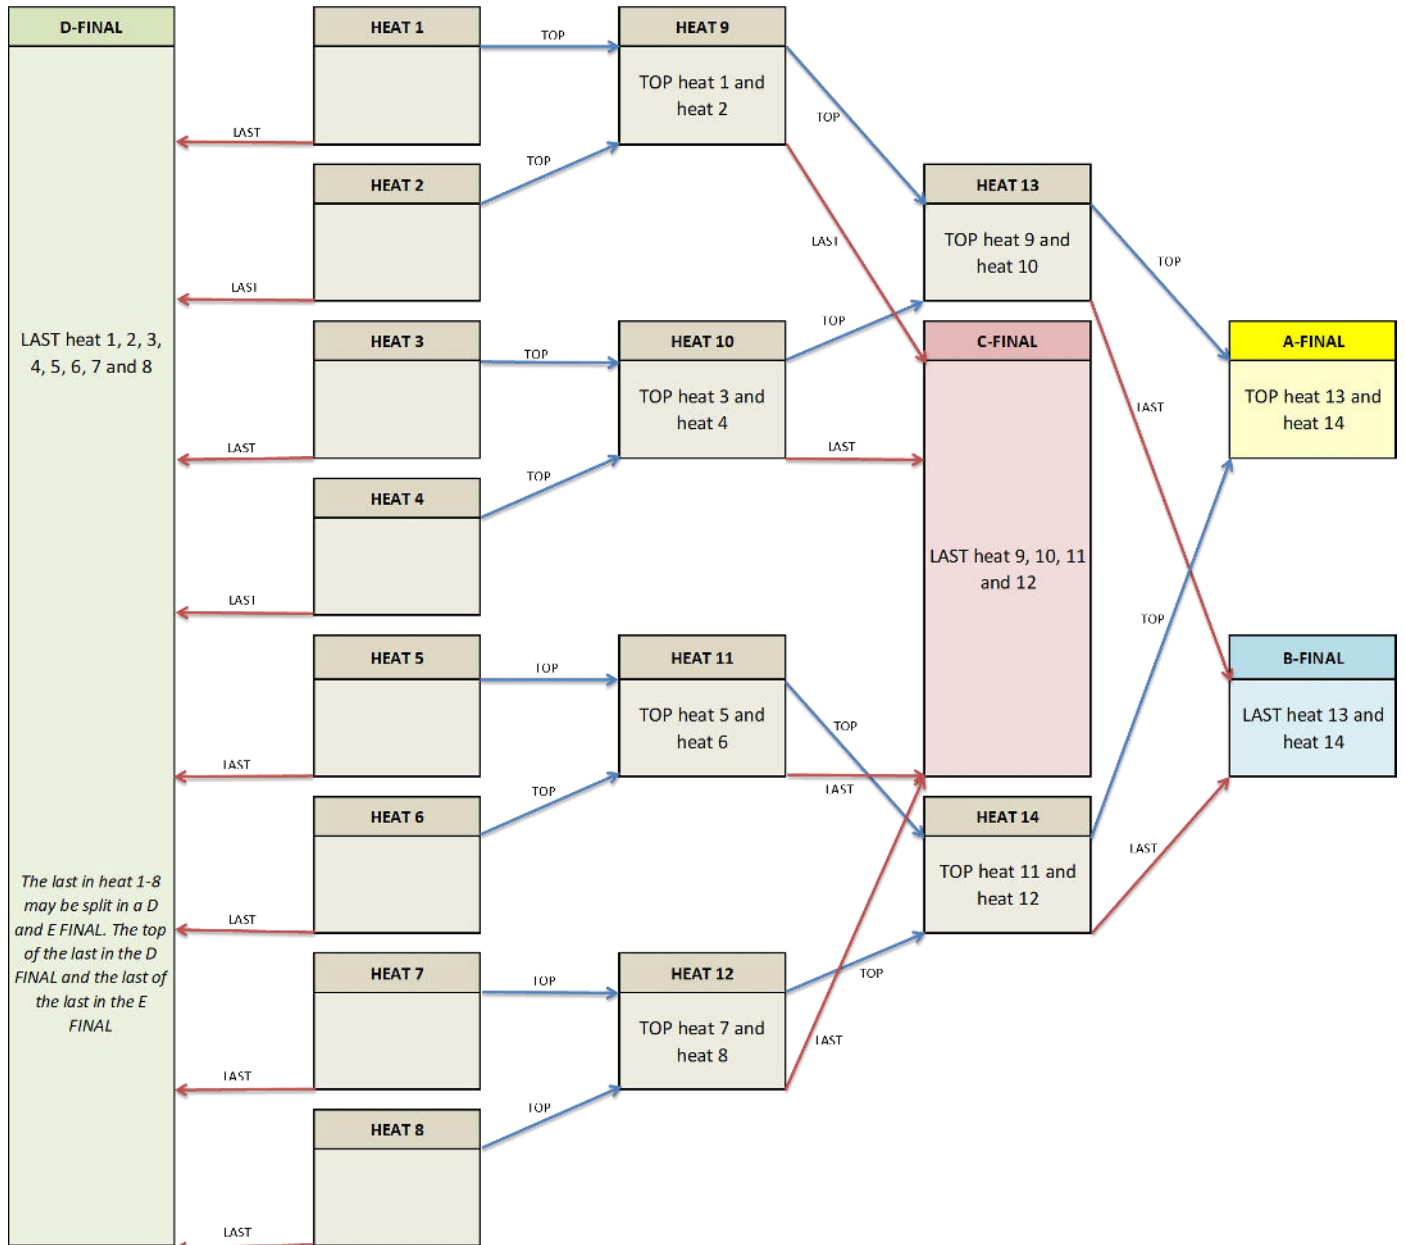 D-FINAL
LAST heat 1, 2, 3,
4, 5, 6, 7 and 8
The last in heat 1-8
may be split in a D
and E FINAL. The top
of the last in the D
FINAL and the last of
the last in the E
FINAL
HEAT 1
TOP
LAST
HEAT 2
TOP
LAST
HEAT 3
TOP
LAST
HEAT 4
TOP
LAST
HEAT 5
TOP
LAST
HEAT 6
TOP
LAST
HEAT 7
TOP
LAST
HEAT 8
TOP
LAST
HEAT 9
TOP heat 1 and
heat 2
TOP
LAST
HEAT 10
TOP heat 3 and
heat 4
TOP
LAST
HEAT 11
TOP heat 5 and
heat 6
TOP
LAST
HEAT 12
TOP heat 7 and
heat 8
TOP
LAST
HEAT 13
TOP heat 9 and
heat 10
TOP
LAST
C-FINAL
LAST heat 9, 10, 11
and 12
HEAT 14
TOP heat 11 and
heat 12
TOP
LAST
A-FINAL
TOP heat 13 and
heat 14
B-FINAL
LAST heat 13 and
heat 14